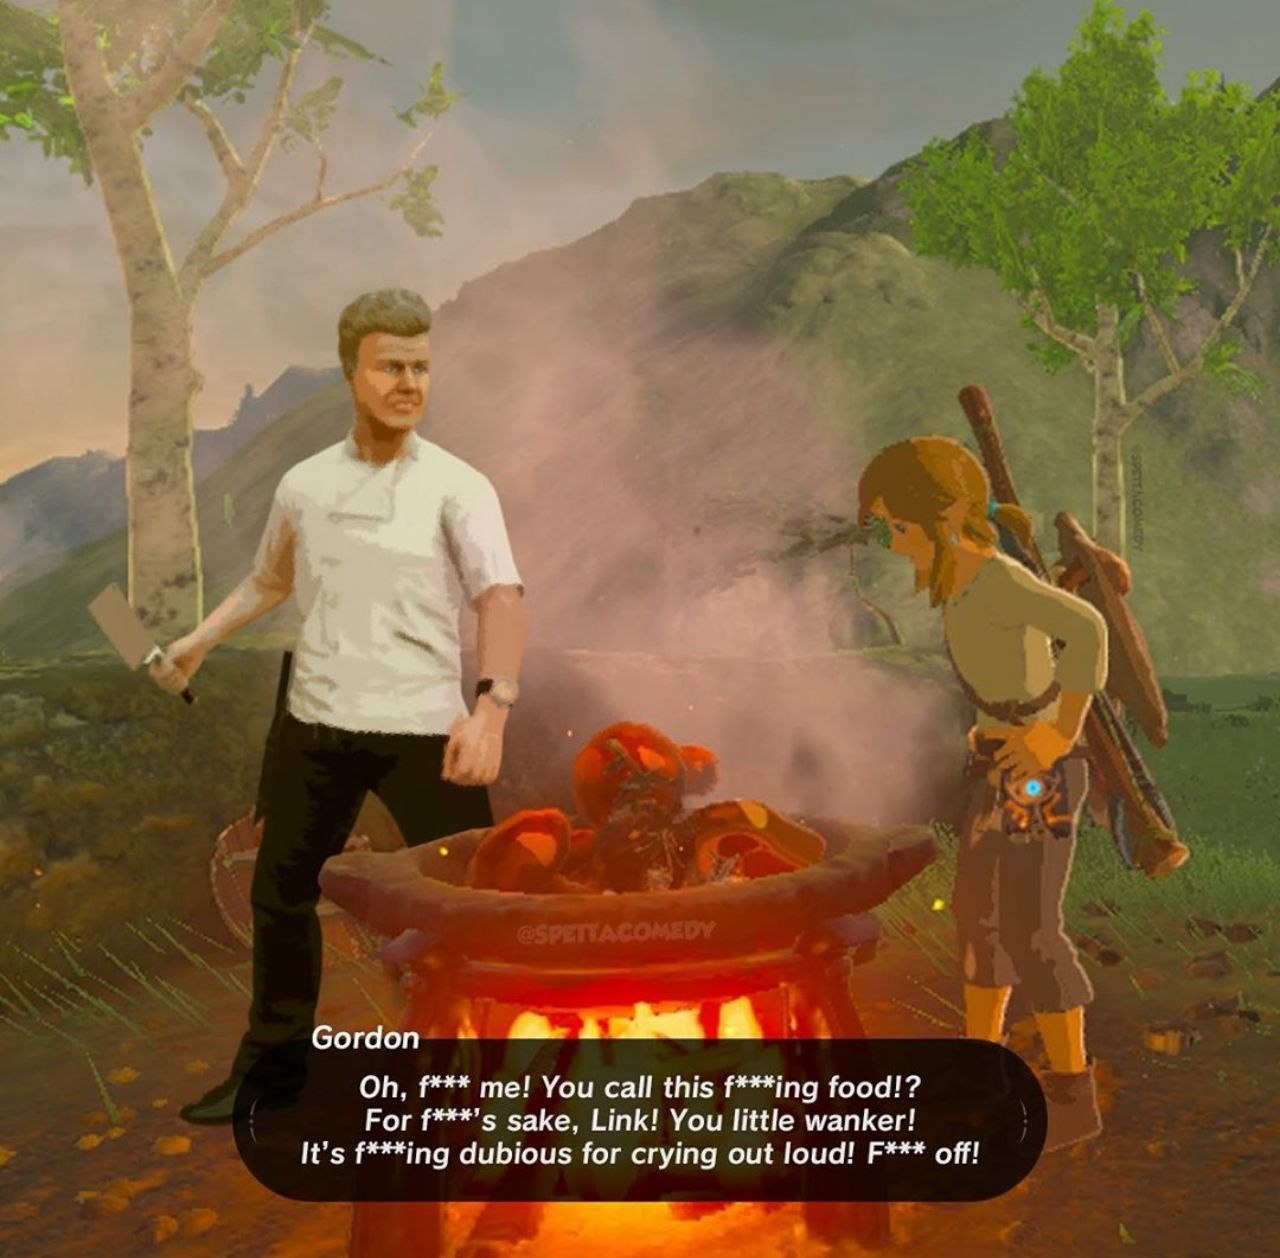 @SPETTACOMEDY
@SPETTACOMEDY
Gordon
Oh, f*** me! You call this f***ing food!?
For f***'s sake, Link! You little wanker!
It's f***ing dubious for crying out loud! F*** off!